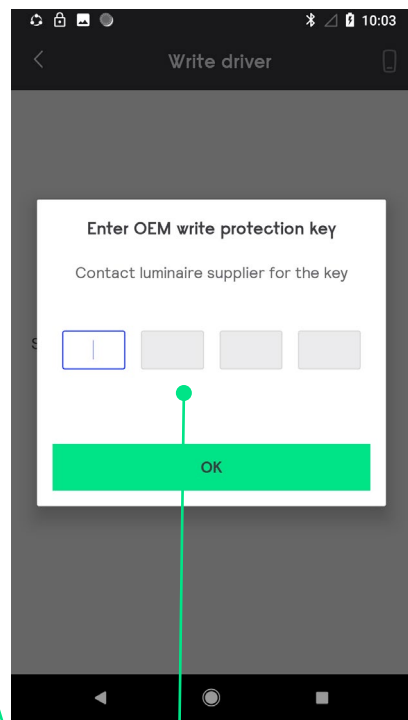 10:03
Write driver
Enter OEM write protection key
Contact luminaire supplier for the key
S
OK